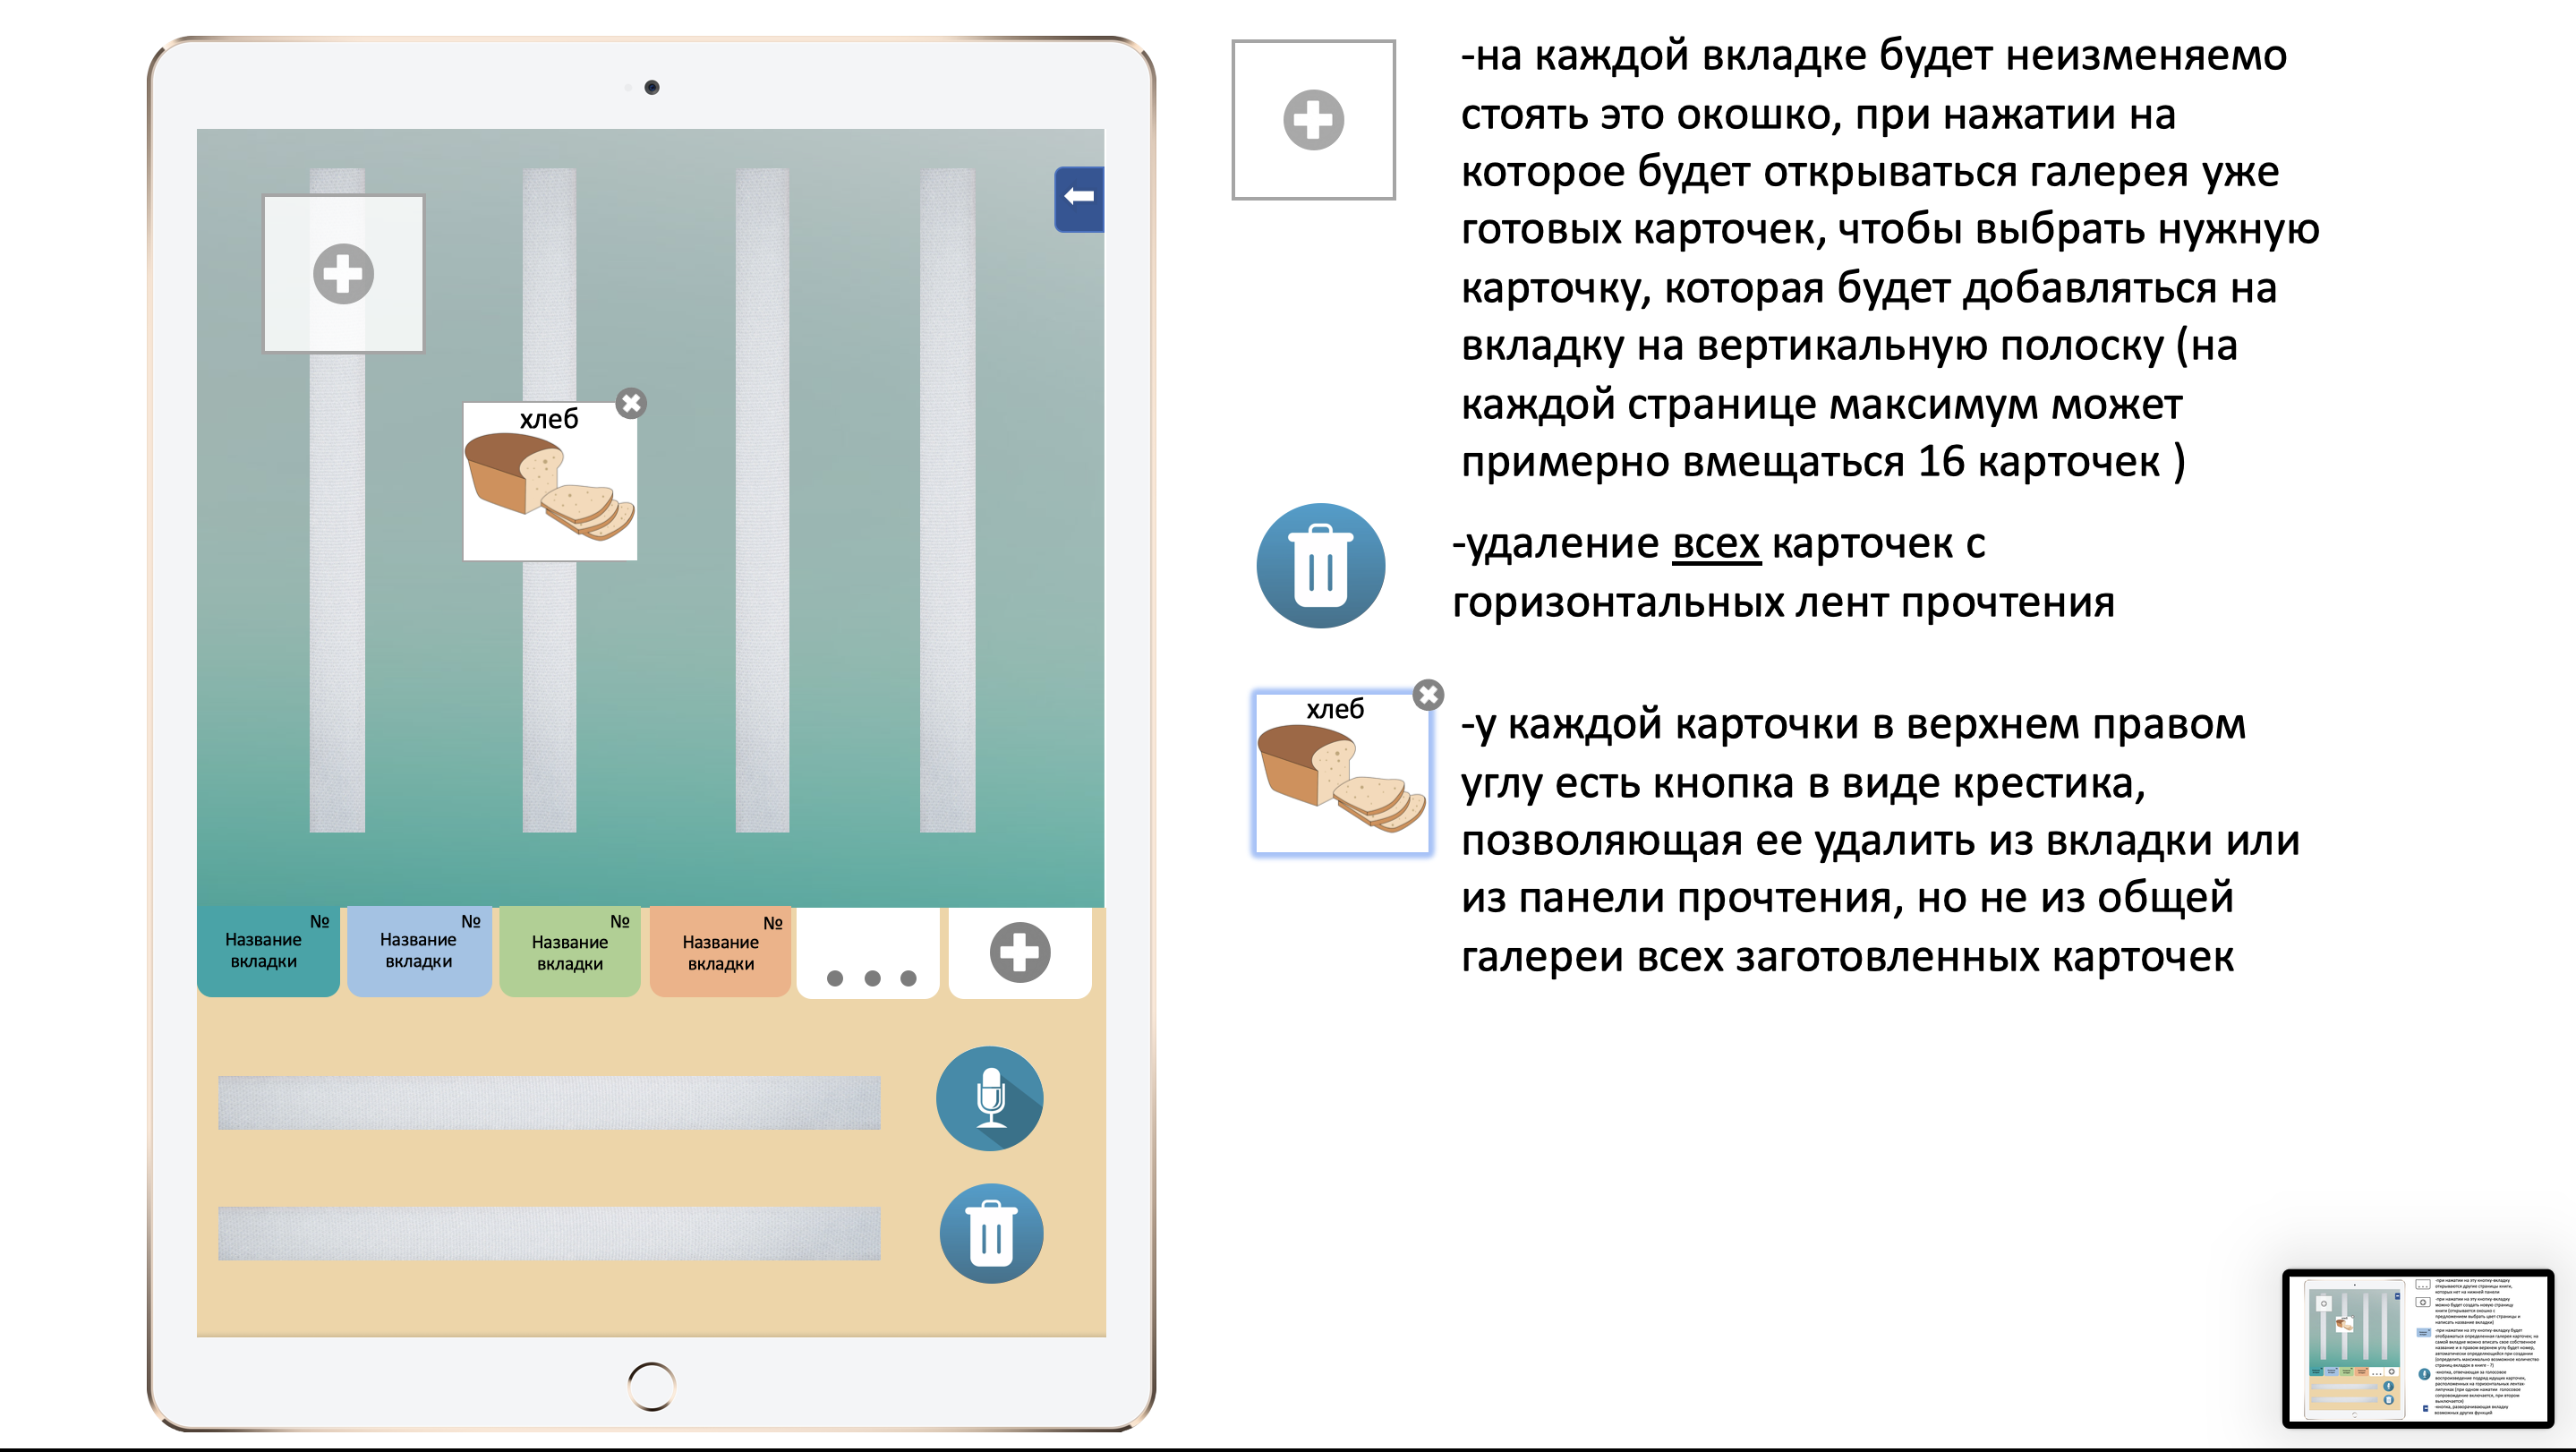 хлеб
№
Название
вкладки
№
Название
вкладки
№
Название
вкладки
№
Название
вкладки
-на каждой вкладке будет неизменяемо
стоять это окошко, при нажатии на
которое будет открываться галерея уже
готовых карточек, чтобы выбрать нужную
карточку, которая будет добавляться на
вкладку на вертикальную полоску (на
каждой странице максимум может
примерно вмещаться 16 карточек )
-удаление всех карточек с
горизонтальных лент прочтения
хлеб
-у каждой карточки в верхнем правом
углу есть кнопка в виде крестика,
позволяющая ее удалить из вкладки или
из панели прочтения, но не из общей
галереи всех заготовленных карточек